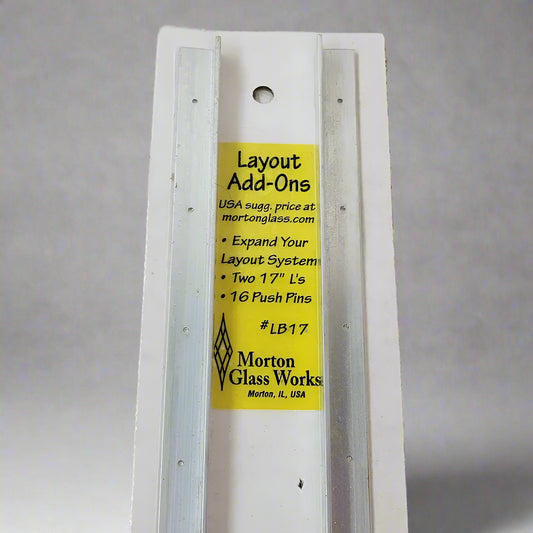 Layout
Add-Ons
USA sugg. price at
mortonglass.com
• Expand Your
Layout System
• Two 17" L's
• 16 Push Pins
#LB17
Morton
Glass Works
Morton, IL, USA